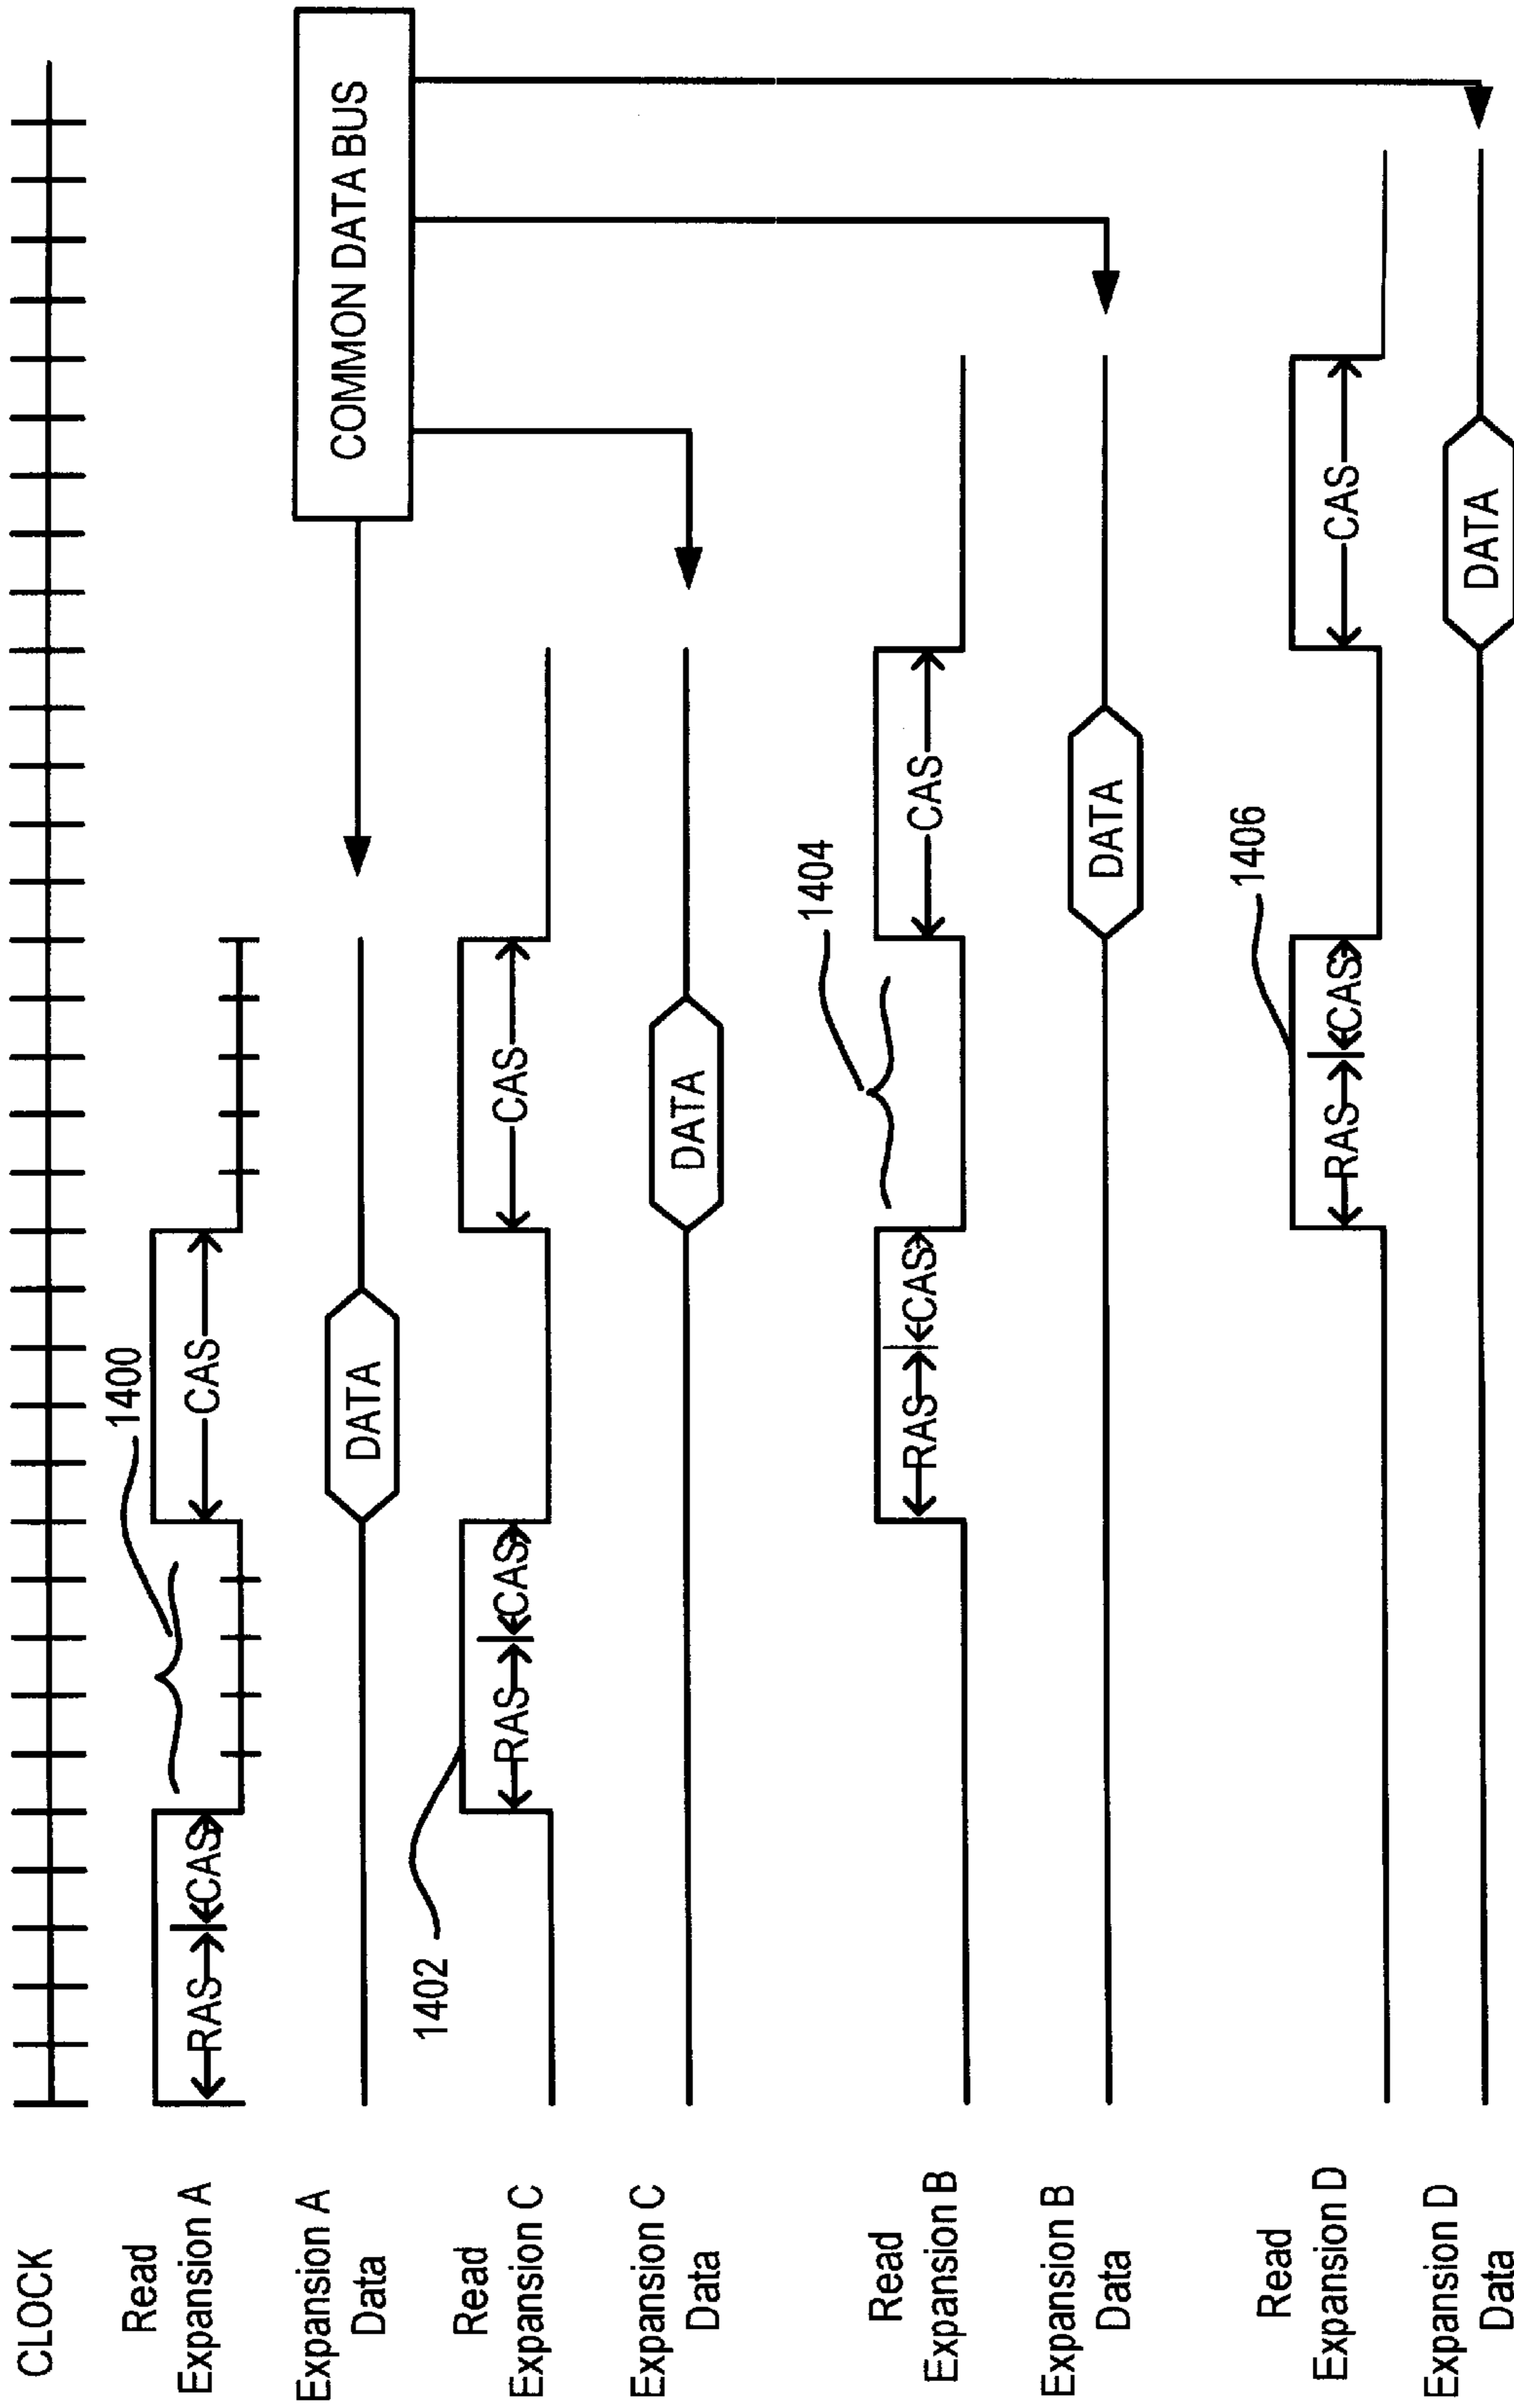 CLOCK
COMMON DATA BUS
Read
Expansion A
RAS
CAS
1400
CAS
Expansion A
Data
DATA
Read
Expansion C
1402
RAS
CAS
CAS
Expansion C
Data
DATA
Read
Expansion B
RAS
CAS
1404
CAS
Expansion B
Data
DATA
Read
Expansion D
RAS
CAS
1406
CAS
Expansion D
Data
DATA